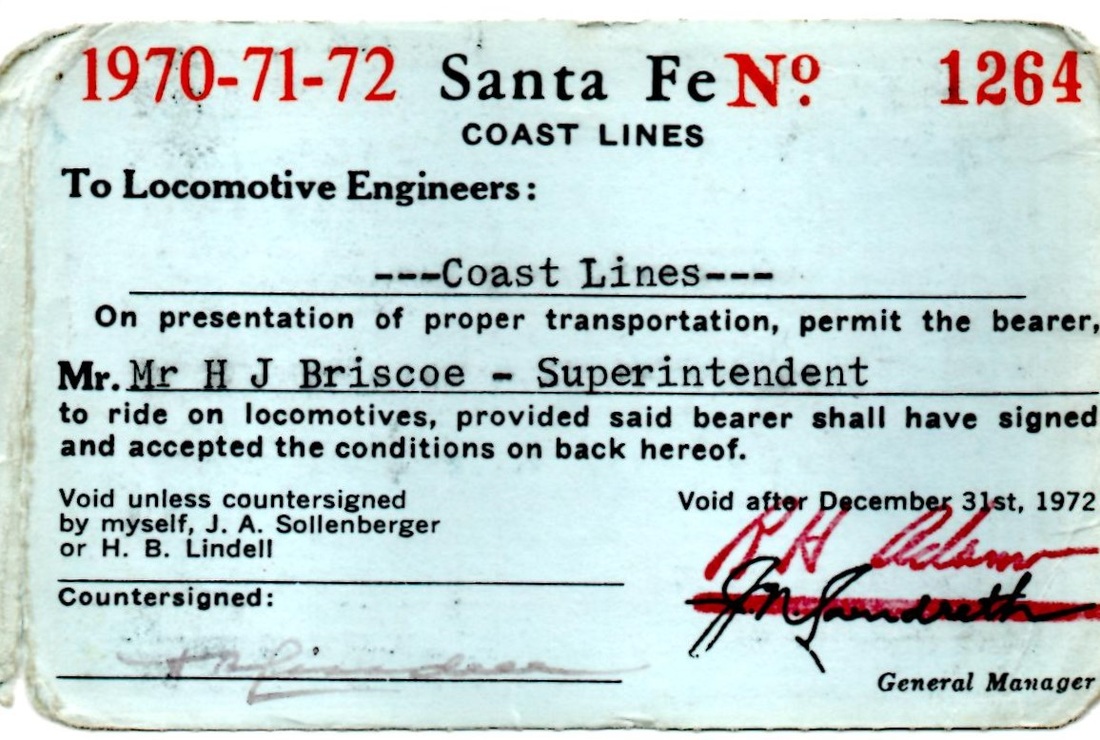 1970-71-72 Santa Fe Nº 1264
COAST LINES
To Locomotive Engineers:
---Coast Lines---
On presentation of proper transportation, permit the bearer,
Mr. Mr H J Briscoe - Superintendent
to ride on locomotives, provided said bearer shall have signed
and accepted the conditions on back hereof.
Void unless countersigned
by myself, J. A. Sollenberger
or H. B. Lindell
Void after December 31st, 1972
R H Adams
Countersigned:
General Manager